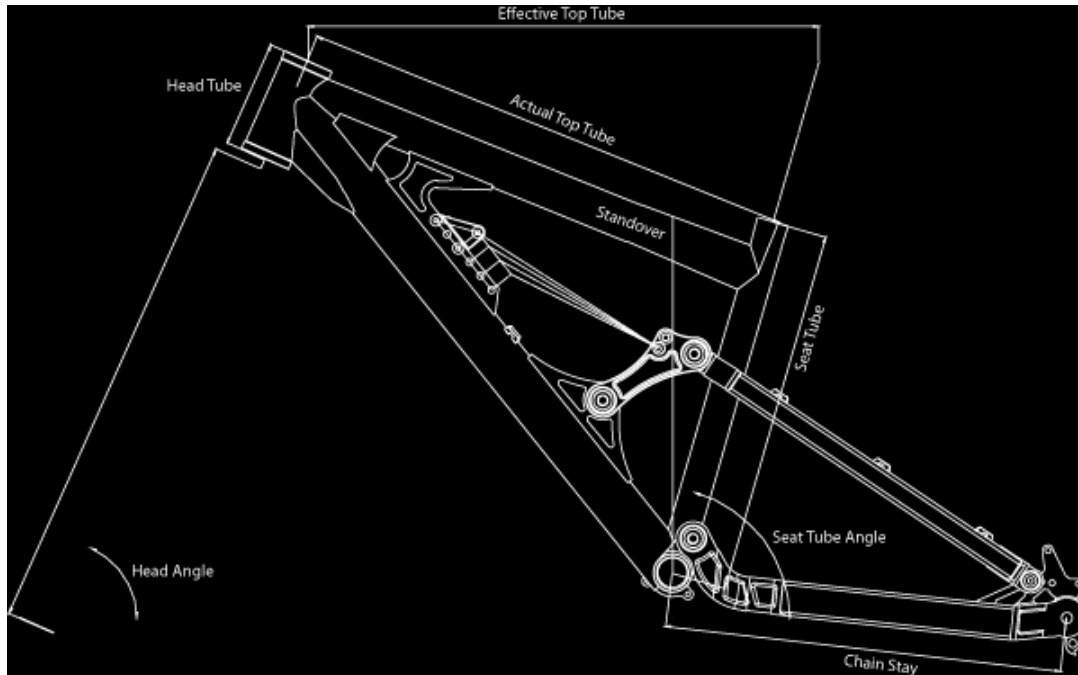 Effective Top Tube
Head Tube
Actual Top Tube
Standover
Seat Tube
Seat Tube Angle
Head Angle
Chain Stay